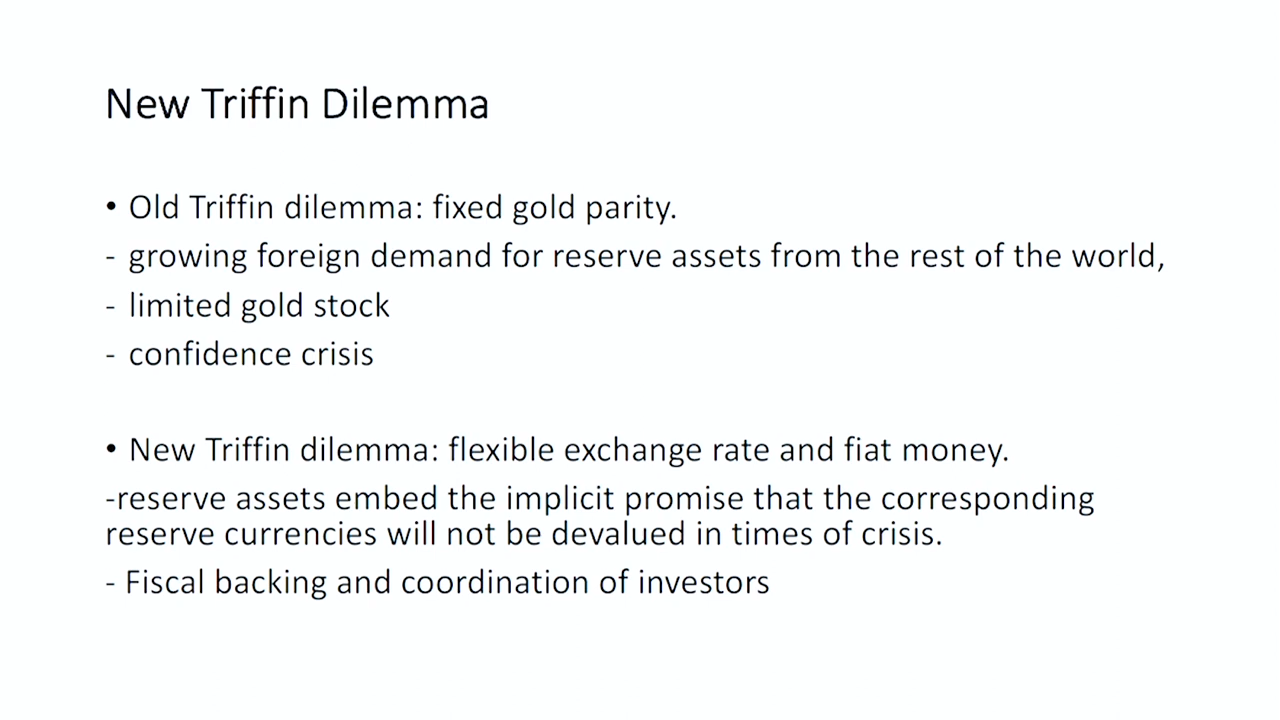 New Triffin Dilemma
• Old Triffin dilemma: fixed gold parity.
- growing foreign demand for reserve assets from the rest of the world,
- limited gold stock
- confidence crisis
• New Triffin dilemma: flexible exchange rate and fiat money.
-reserve assets embed the implicit promise that the corresponding
reserve currencies will not be devalued in times of crisis.
- Fiscal backing and coordination of investors